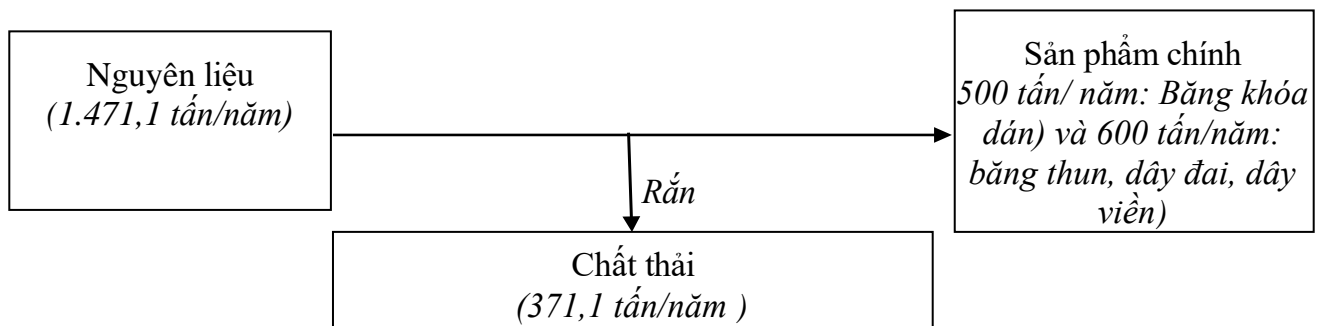 Nguyên liệu
(1.471,1 tấn/năm)
Sản phẩm chính
500 tấn/ năm: Băng khóa
dán) và 600 tấn/năm:
băng thun, dây đai, dây
viền)
Rắn
Chất thải
(371,1 tấn/năm )